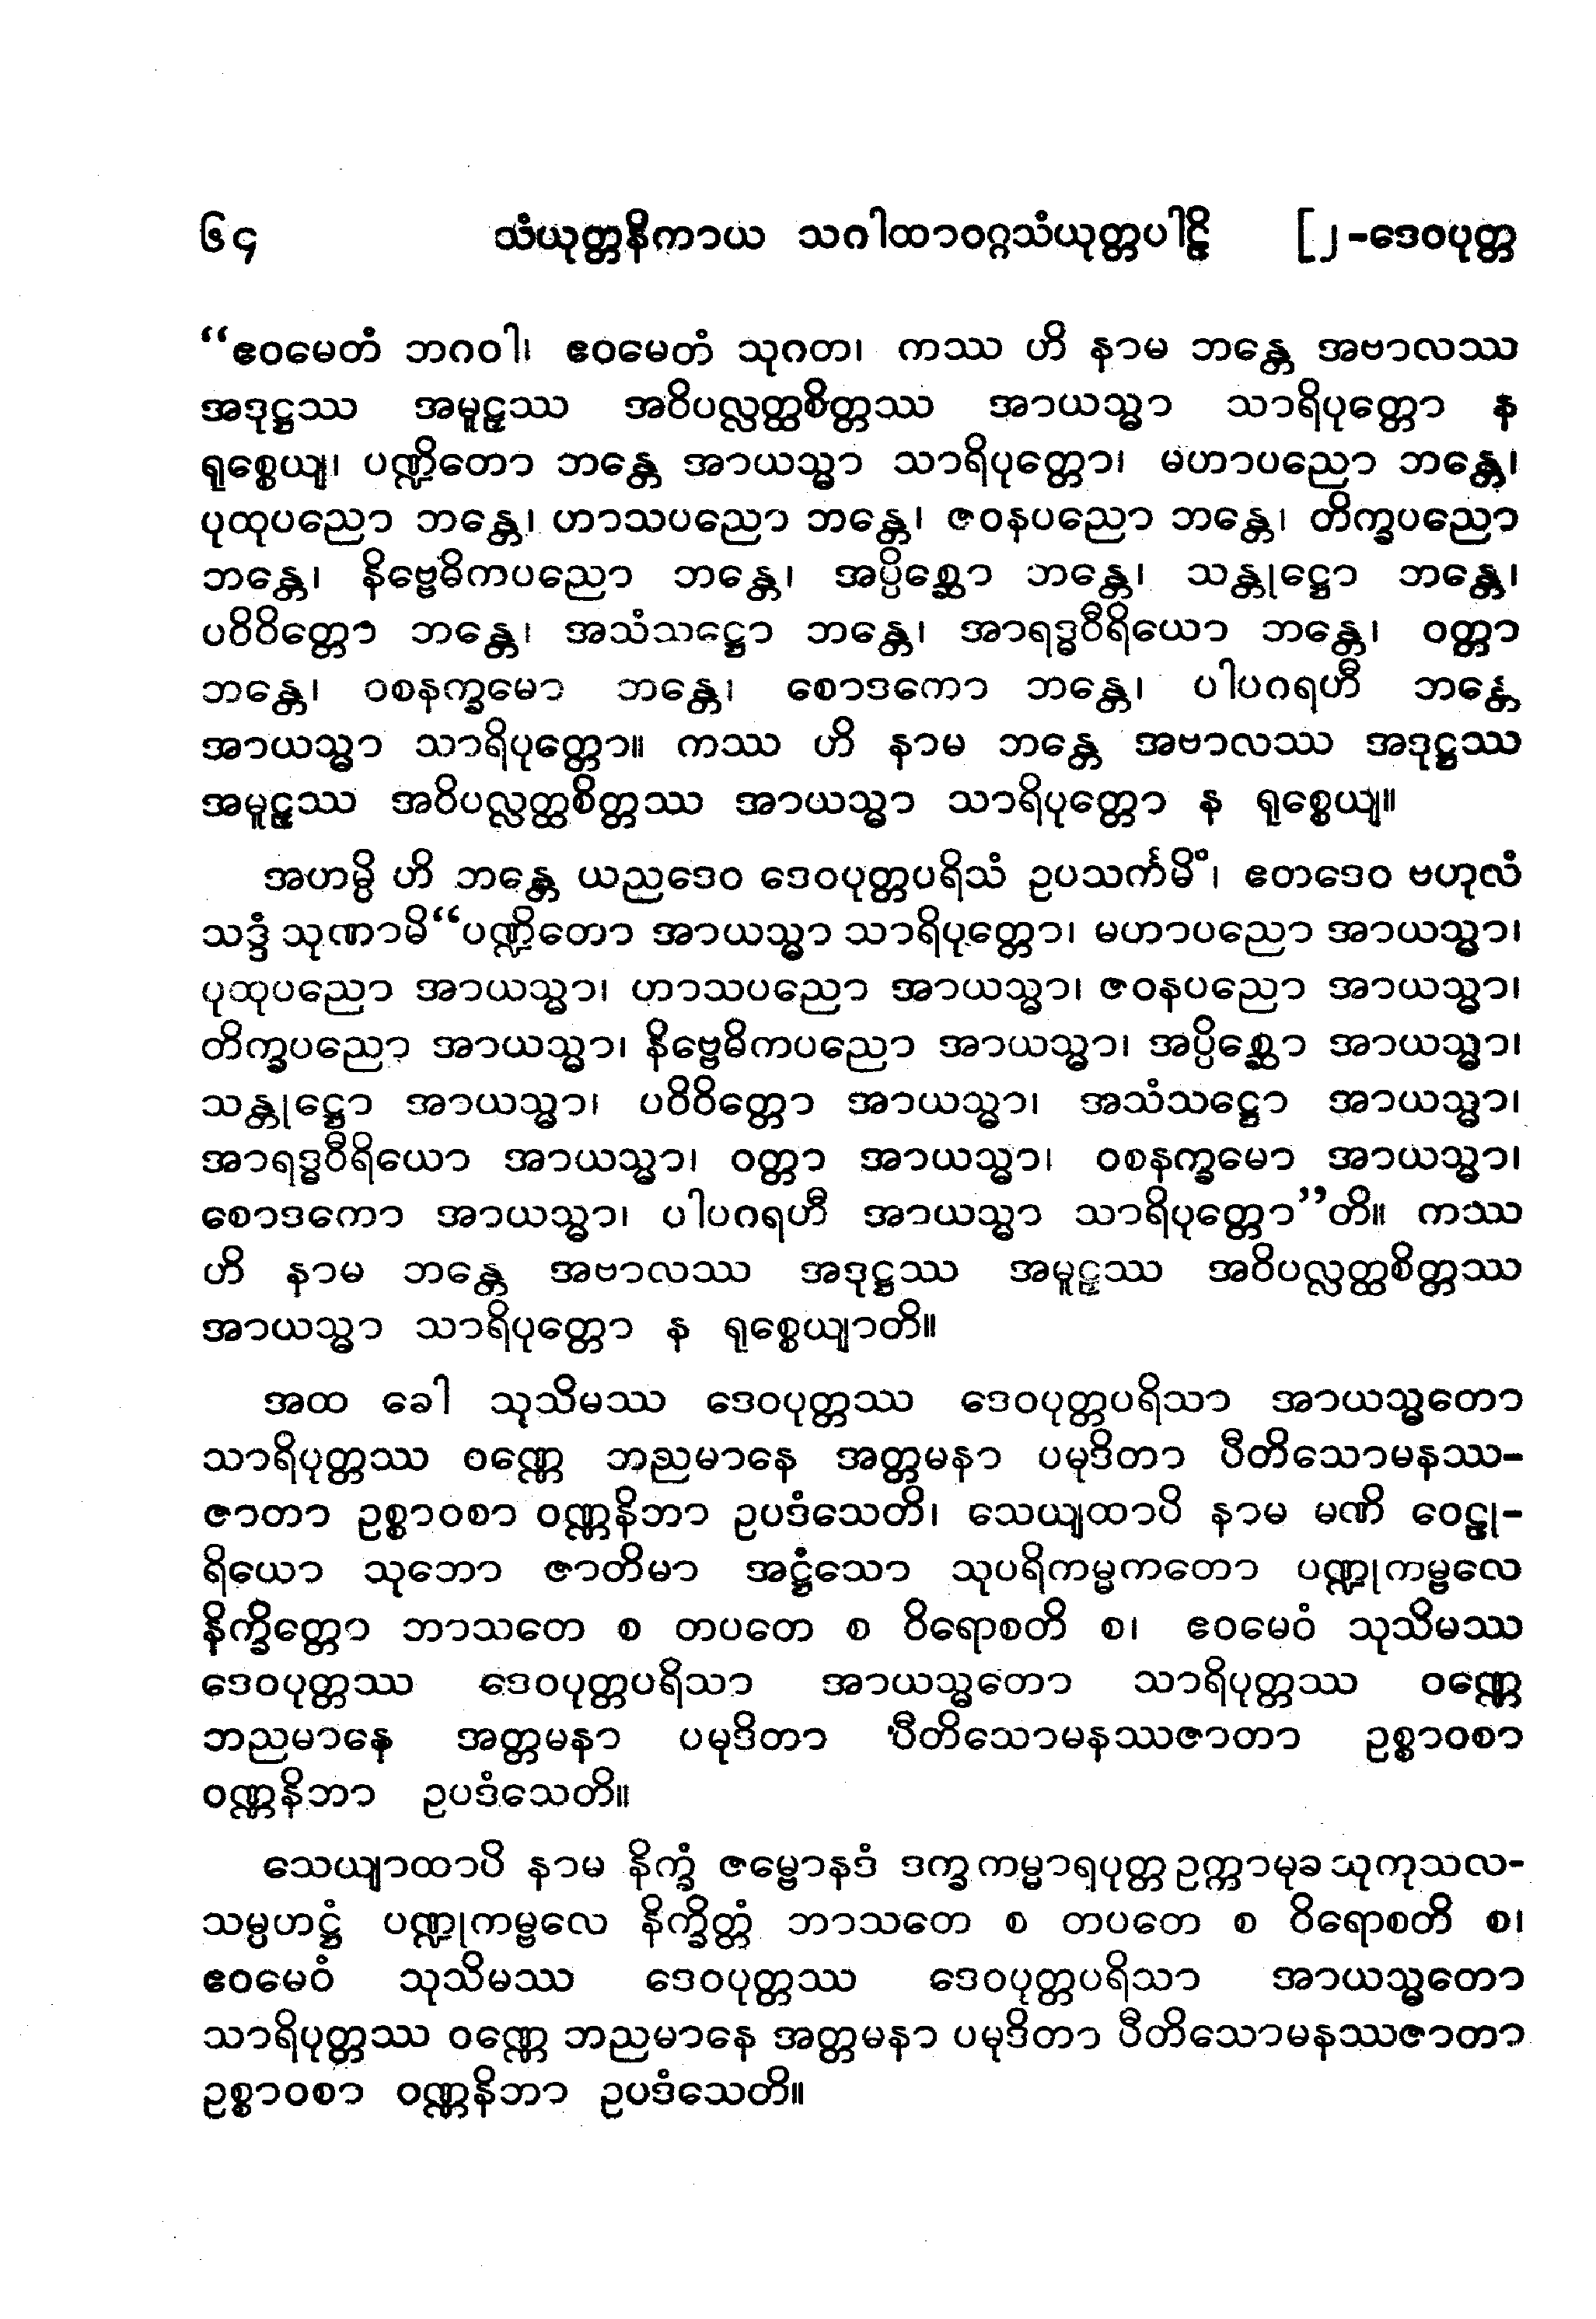 ၆၄ သံယုတ္တနိကာယ သဂါထာဝဂ္ဂသံယုတ္တပါဠိ [၂-ဒေဝပုတ္တ
“ဧဝမေတံ ဘဂဝါ၊ ဧဝမေတံ သုဂတ၊ ကဿ ဟိ နာမ ဘန္တေ အဗာလဿ
အဒုဋ္ဌဿ အမူဠှဿ အဝိပလ္လတ္ထစိတ္တဿ အာယသ္မာ သာရိပုတ္တော န
ရုစ္စေယျ၊ ပဏ္ဍိတော ဘန္တေ အာယသ္မာ သာရိပုတ္တော၊ မဟာပညော ဘန္တေ၊
ပုထုပညော ဘန္တေ၊ ဟာသပညော ဘန္တေ၊ ဇဝနပညော ဘန္တေ၊ တိက္ခပညော
ဘန္တေ၊ နိဗ္ဗေဓိကပညော ဘန္တေ၊ အပ္ပိစ္ဆော ဘန္တေ၊ သန္တုဋ္ဌော ဘန္တေ၊
ပဝိဝိတ္တော ဘန္တေ၊ အသံသဋ္ဌော ဘန္တေ၊ အာရဒ္ဓဝီရိယော ဘန္တေ၊ ဝတ္တာ
ဘန္တေ၊ ဝစနက္ခမော ဘန္တေ၊ စောဒကော ဘန္တေ၊ ပါပဂရဟီ ဘန္တေ
အာယသ္မာ သာရိပုတ္တော။ ကဿ ဟိ နာမ ဘန္တေ အဗာလဿ အဒုဋ္ဌဿ
အမူဠှဿ အဝိပလ္လတ္ထစိတ္တဿ အာယသ္မာ သာရိပုတ္တော န ရုစ္စေယျ။
အဟမ္ပိ ဟိ ဘန္တေ ယညဒေဝ ဒေဝပုတ္တပရိသံ ဥပသင်္ကမိံ၊ ဧတဒေဝ ဗဟုလံ
သဒ္ဒံ သုဏာမိ“ပဏ္ဍိတော အာယသ္မာ သာရိပုတ္တော၊ မဟာပညော အာယသ္မာ၊
ပုထုပညော အာယသ္မာ၊ ဟာသပညော အာယသ္မာ၊ ဇဝနပညော အာယသ္မာ၊
တိက္ခပညော အာယသ္မာ၊ နိဗ္ဗေဓိကပညော အာယသ္မာ၊ အပ္ပိစ္ဆော အာယသ္မာ၊
သန္တုဋ္ဌော အာယသ္မာ၊ ပဝိဝိတ္တော အာယသ္မာ၊ အသံသဋ္ဌော အာယသ္မာ၊
အာရဒ္ဓဝီရိယော အာယသ္မာ၊ ဝတ္တာ အာယသ္မာ၊ ဝစနက္ခမော အာယသ္မာ၊
စောဒကော အာယသ္မာ၊ ပါပဂရဟီ အာယသ္မာ သာရိပုတ္တော”တိ။ ကဿ
ဟိ နာမ ဘန္တေ အဗာလဿ အဒုဋ္ဌဿ အမူဠှဿ အဝိပလ္လတ္ထစိတ္တဿ
အာယသ္မာ သာရိပုတ္တော န ရုစ္စေယျာတိ။
အထ ခေါ သုသိမဿ ဒေဝပုတ္တဿ ဒေဝပုတ္တပရိသာ အာယသ္မတော
သာရိပုတ္တဿ ဝဏ္ဏေ ဘညမာနေ အတ္တမနာ ပမုဒိတာ ပီတိသောမနဿ-
ဇာတာ ဥစ္စာဝစာ ဝဏ္ဏနိဘာ ဥပဒံသေတိ၊ သေယျထာပိ နာမ မဏိ ဝေဠု-
ရိယော သုဘော ဇာတိမာ အဋ္ဌံသော သုပရိကမ္မကတော ပဏ္ဍုကမ္ဗလေ
နိက္ခိတ္တော ဘာသတေ စ တပတေ စ ဝိရောစတိ စ၊ ဧဝမေဝံ သုသိမဿ
ဒေဝပုတ္တဿ ဒေဝပုတ္တပရိသာ အာယသ္မတော သာရိပုတ္တဿ ဝဏ္ဏေ
ဘညမာနေ အတ္တမနာ ပမုဒိတာ ပီတိသောမနဿဇာတာ ဥစ္စာဝစာ
ဝဏ္ဏနိဘာ ဥပဒံသေတိ။
သေယျာထာပိ နာမ နိက္ခံ ဇမ္ဗောနဒံ ဒက္ခကမ္မာရပုတ္တဥက္ကာမုခသုကုသလ-
သမ္ပဟဋ္ဌံ ပဏ္ဍုကမ္ဗလေ နိက္ခိတ္တံ ဘာသတေ စ တပတေ စ ဝိရောစတိ စ၊
ဧဝမေဝံ သုသိမဿ ဒေဝပုတ္တဿ ဒေဝပုတ္တပရိသာ အာယသ္မတော
သာရိပုတ္တဿ ဝဏ္ဏေ ဘညမာနေ အတ္တမနာ ပမုဒိတာ ပီတိသောမနဿဇာတာ
ဥစ္စာဝစာ ဝဏ္ဏနိဘာ ဥပဒံသေတိ။